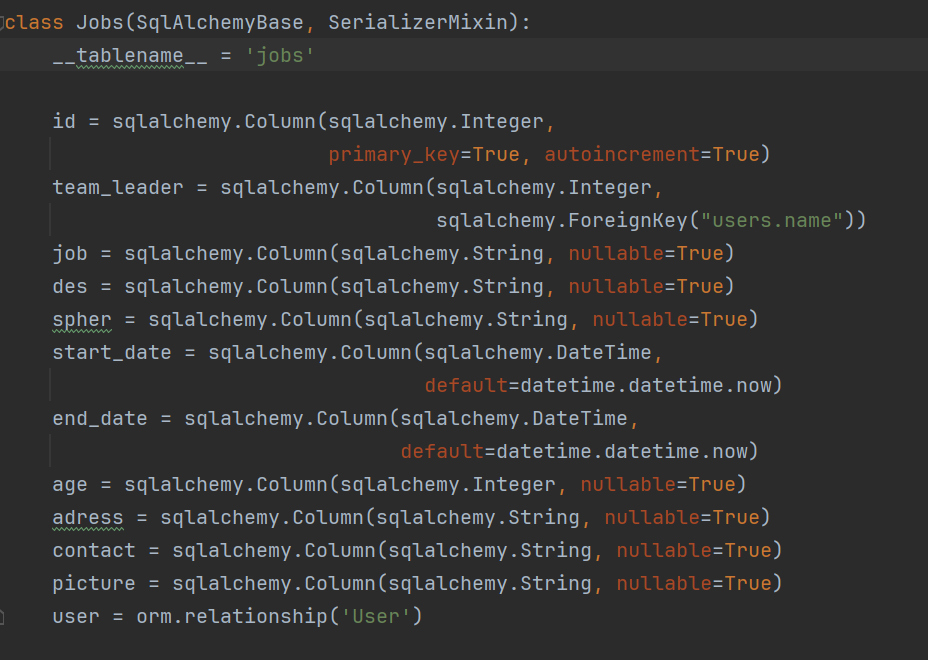 class Jobs(SqlAlchemyBase, SerializerMixin):
    __tablename__ = 'jobs'

    id = sqlalchemy.Column(sqlalchemy.Integer,
                           primary_key=True, autoincrement=True)
    team_leader = sqlalchemy.Column(sqlalchemy.Integer,
                                    sqlalchemy.ForeignKey("users.name"))
    job = sqlalchemy.Column(sqlalchemy.String, nullable=True)
    des = sqlalchemy.Column(sqlalchemy.String, nullable=True)
    spher = sqlalchemy.Column(sqlalchemy.String, nullable=True)
    start_date = sqlalchemy.Column(sqlalchemy.DateTime,
                                   default=datetime.datetime.now)
    end_date = sqlalchemy.Column(sqlalchemy.DateTime,
                                 default=datetime.datetime.now)
    age = sqlalchemy.Column(sqlalchemy.Integer, nullable=True)
    adress = sqlalchemy.Column(sqlalchemy.String, nullable=True)
    contact = sqlalchemy.Column(sqlalchemy.String, nullable=True)
    picture = sqlalchemy.Column(sqlalchemy.String, nullable=True)
    user = orm.relationship('User')